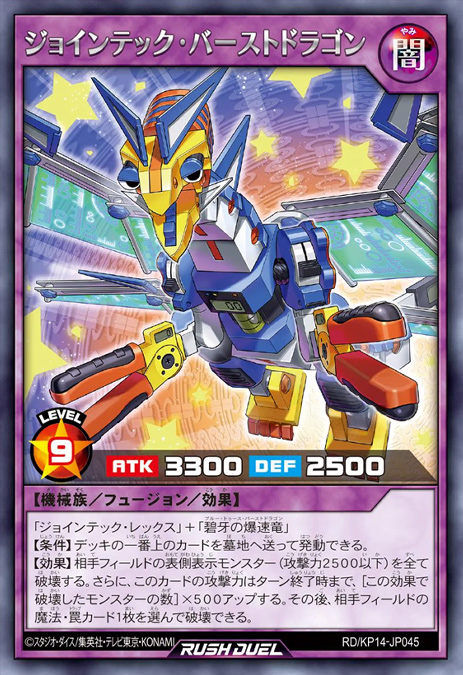 ジョインテック・バーストドラゴン
やみ
闇
LEVEL
9
ATK 3300 DEF 2500
【機械族／フュージョン／効果】
「ジョインテック・レックス」＋「碧牙の爆速竜」
【条件】デッキの一番上のカードを墓地へ送って発動できる。
【効果】相手フィールドの表側表示モンスター（攻撃力2500以下）を全て
破壊する。さらに、このカードの攻撃力はターン終了時まで、［この効果で
破壊したモンスターの数］×500アップする。その後、相手フィールドの
魔法・罠カード1枚を選んで破壊できる。
©スタジオ・ダイス/集英社・テレビ東京・KONAMI
RUSH DUEL
RD/KP14-JP045